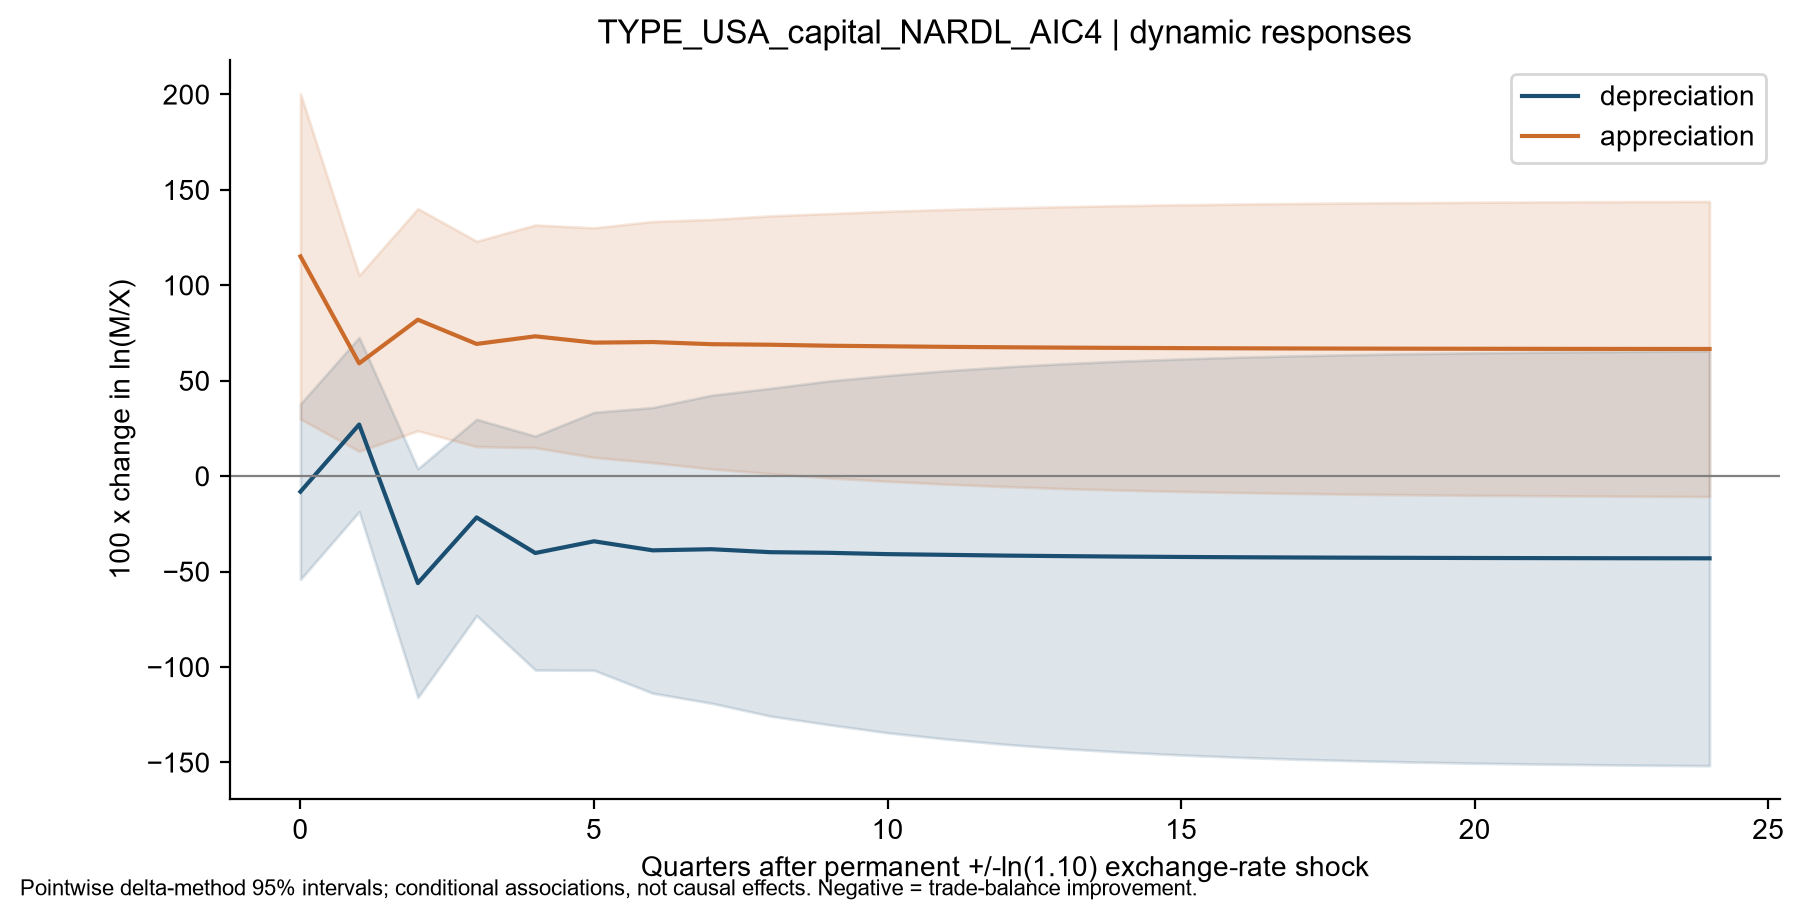 TYPE_USA_capital_NARDL_AIC4 | dynamic responses
depreciation
appreciation
100 x change in ln(M/X)
200
150
100
50
0
−50
−100
−150
0 5 10 15 20 25
Quarters after permanent +/-ln(1.10) exchange-rate shock
Pointwise delta-method 95% intervals; conditional associations, not causal effects. Negative = trade-balance improvement.